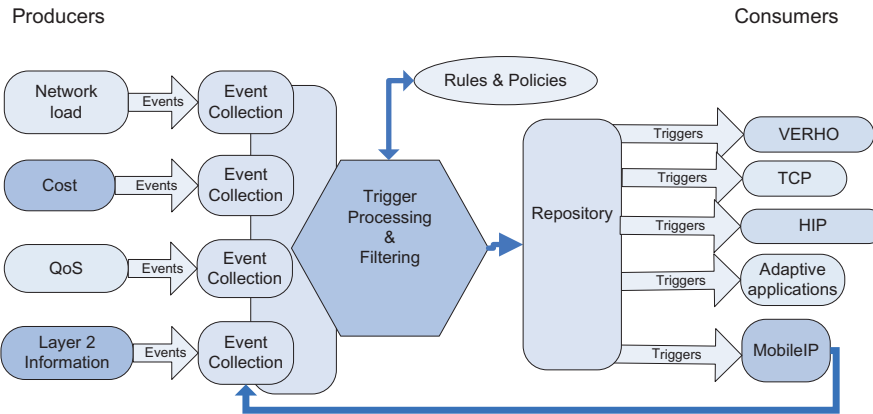 Producers
Consumers
Network
load
Events
Event
Collection
Cost
Events
Event
Collection
QoS
Events
Event
Collection
Layer 2
Information
Events
Event
Collection
Rules & Policies
Trigger
Processing
&
Filtering
Repository
Triggers
VERHO
Triggers
TCP
Triggers
HIP
Triggers
Adaptive
applications
Triggers
MobileIP